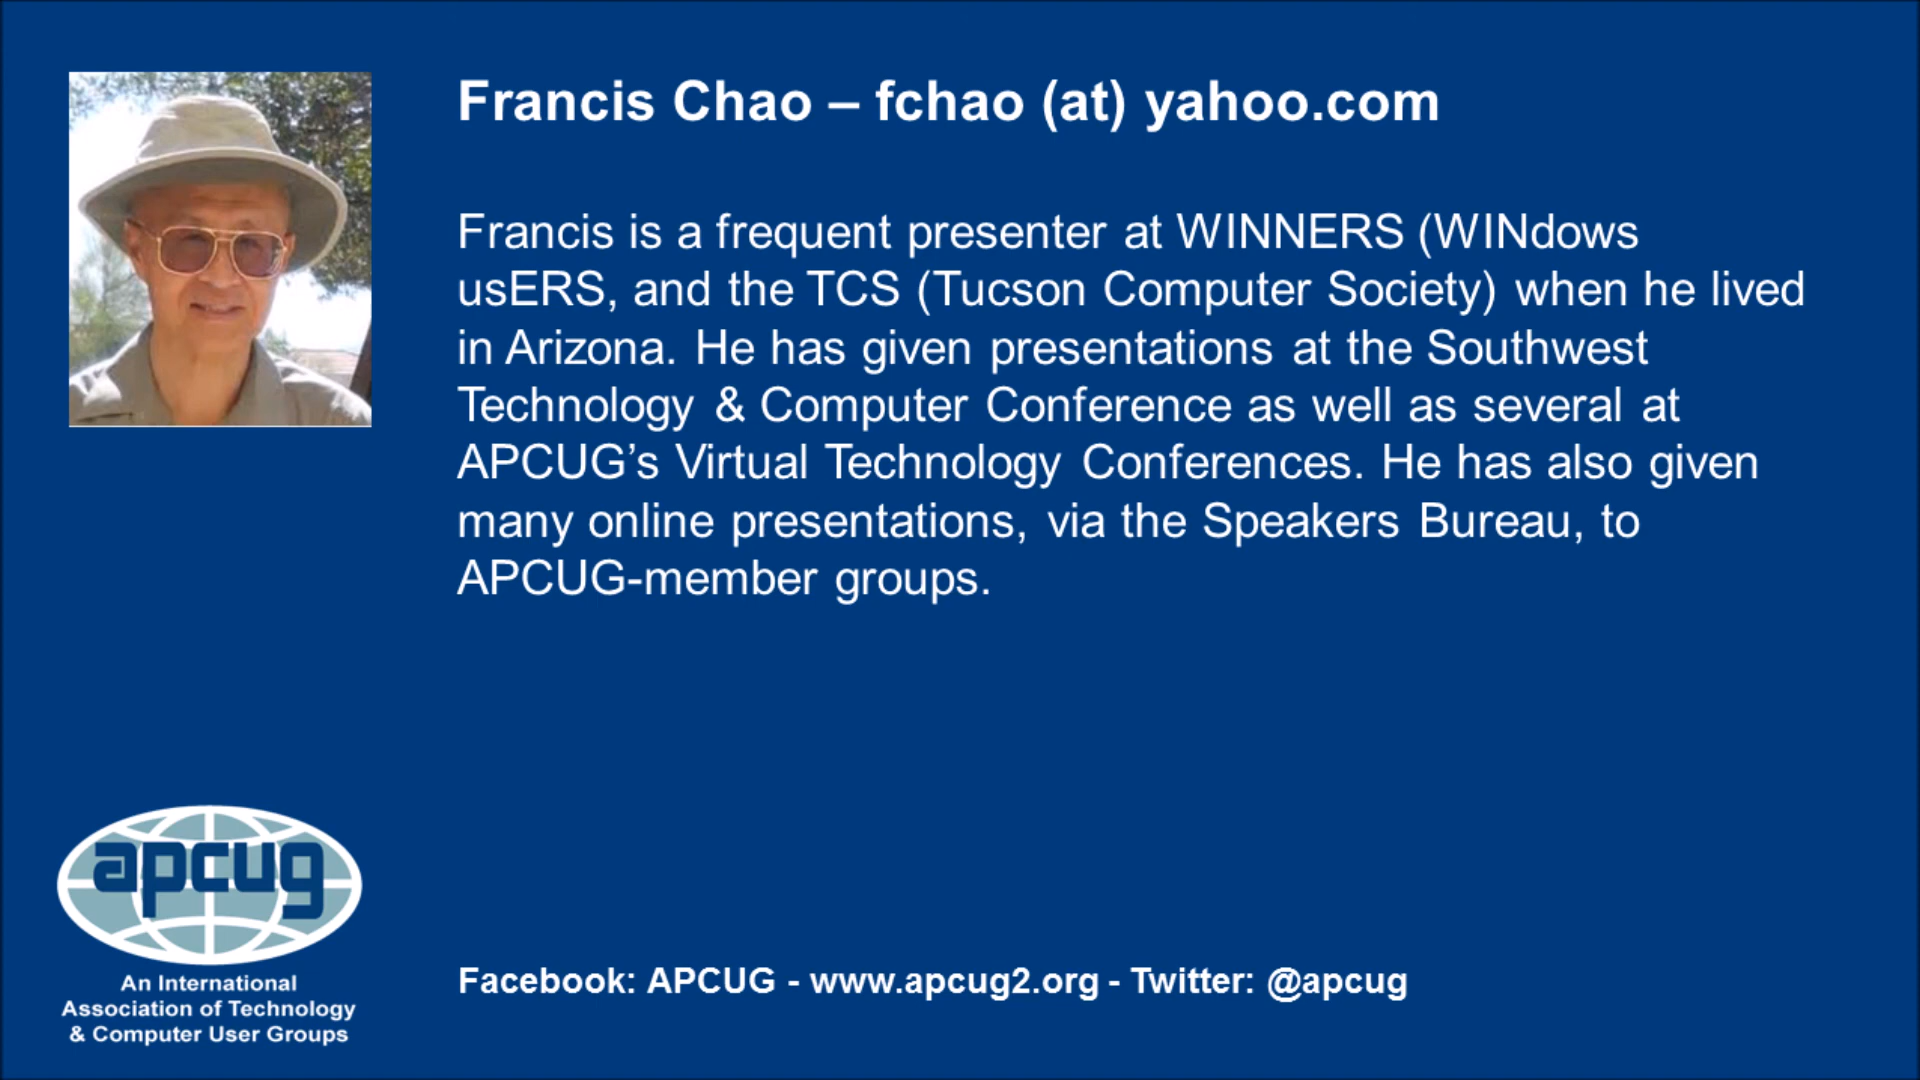 Francis Chao – fchao (at) yahoo.com
Francis is a frequent presenter at WINNERS (WINdows
usERS, and the TCS (Tucson Computer Society) when he lived
in Arizona. He has given presentations at the Southwest
Technology & Computer Conference as well as several at
APCUG’s Virtual Technology Conferences. He has also given
many online presentations, via the Speakers Bureau, to
APCUG-member groups.
apcug
An International
Association of Technology
& Computer User Groups
Facebook: APCUG - www.apcug2.org - Twitter: @apcug